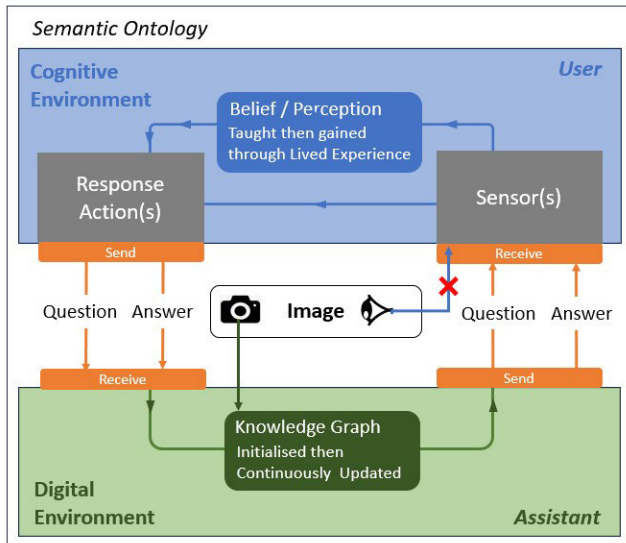 Semantic Ontology
Cognitive
Environment
User
Belief / Perception
Taught then gained
through Lived Experience
Response
Action(s)
Sensor(s)
Send
Receive
Question
Answer
Image
Question
Answer
Receive
Send
Knowledge Graph
Initialised then
Continuously Updated
Digital
Environment
Assistant